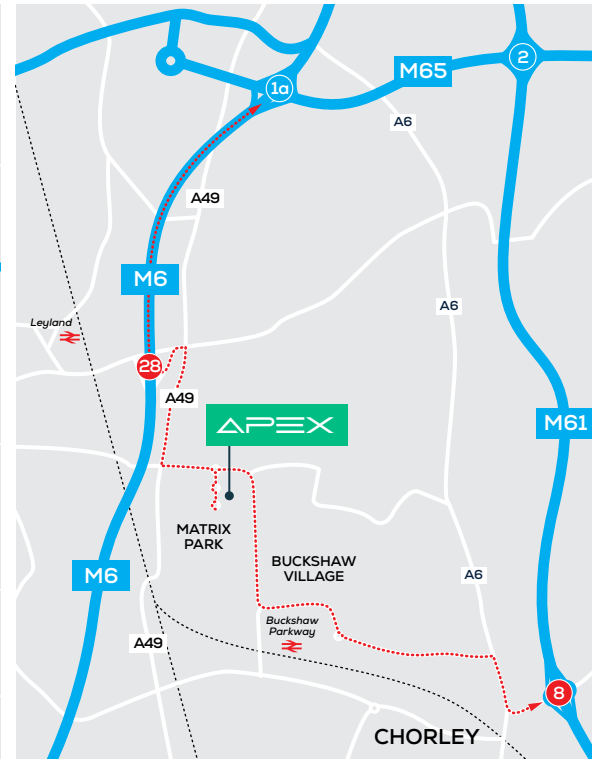 1a
M65
2
A6
A49
M6
A6
Leyland
28
A49
APEX
M61
MATRIX
PARK
BUCKSHAW
VILLAGE
M6
A6
Buckshaw
Parkway
A49
8
CHORLEY